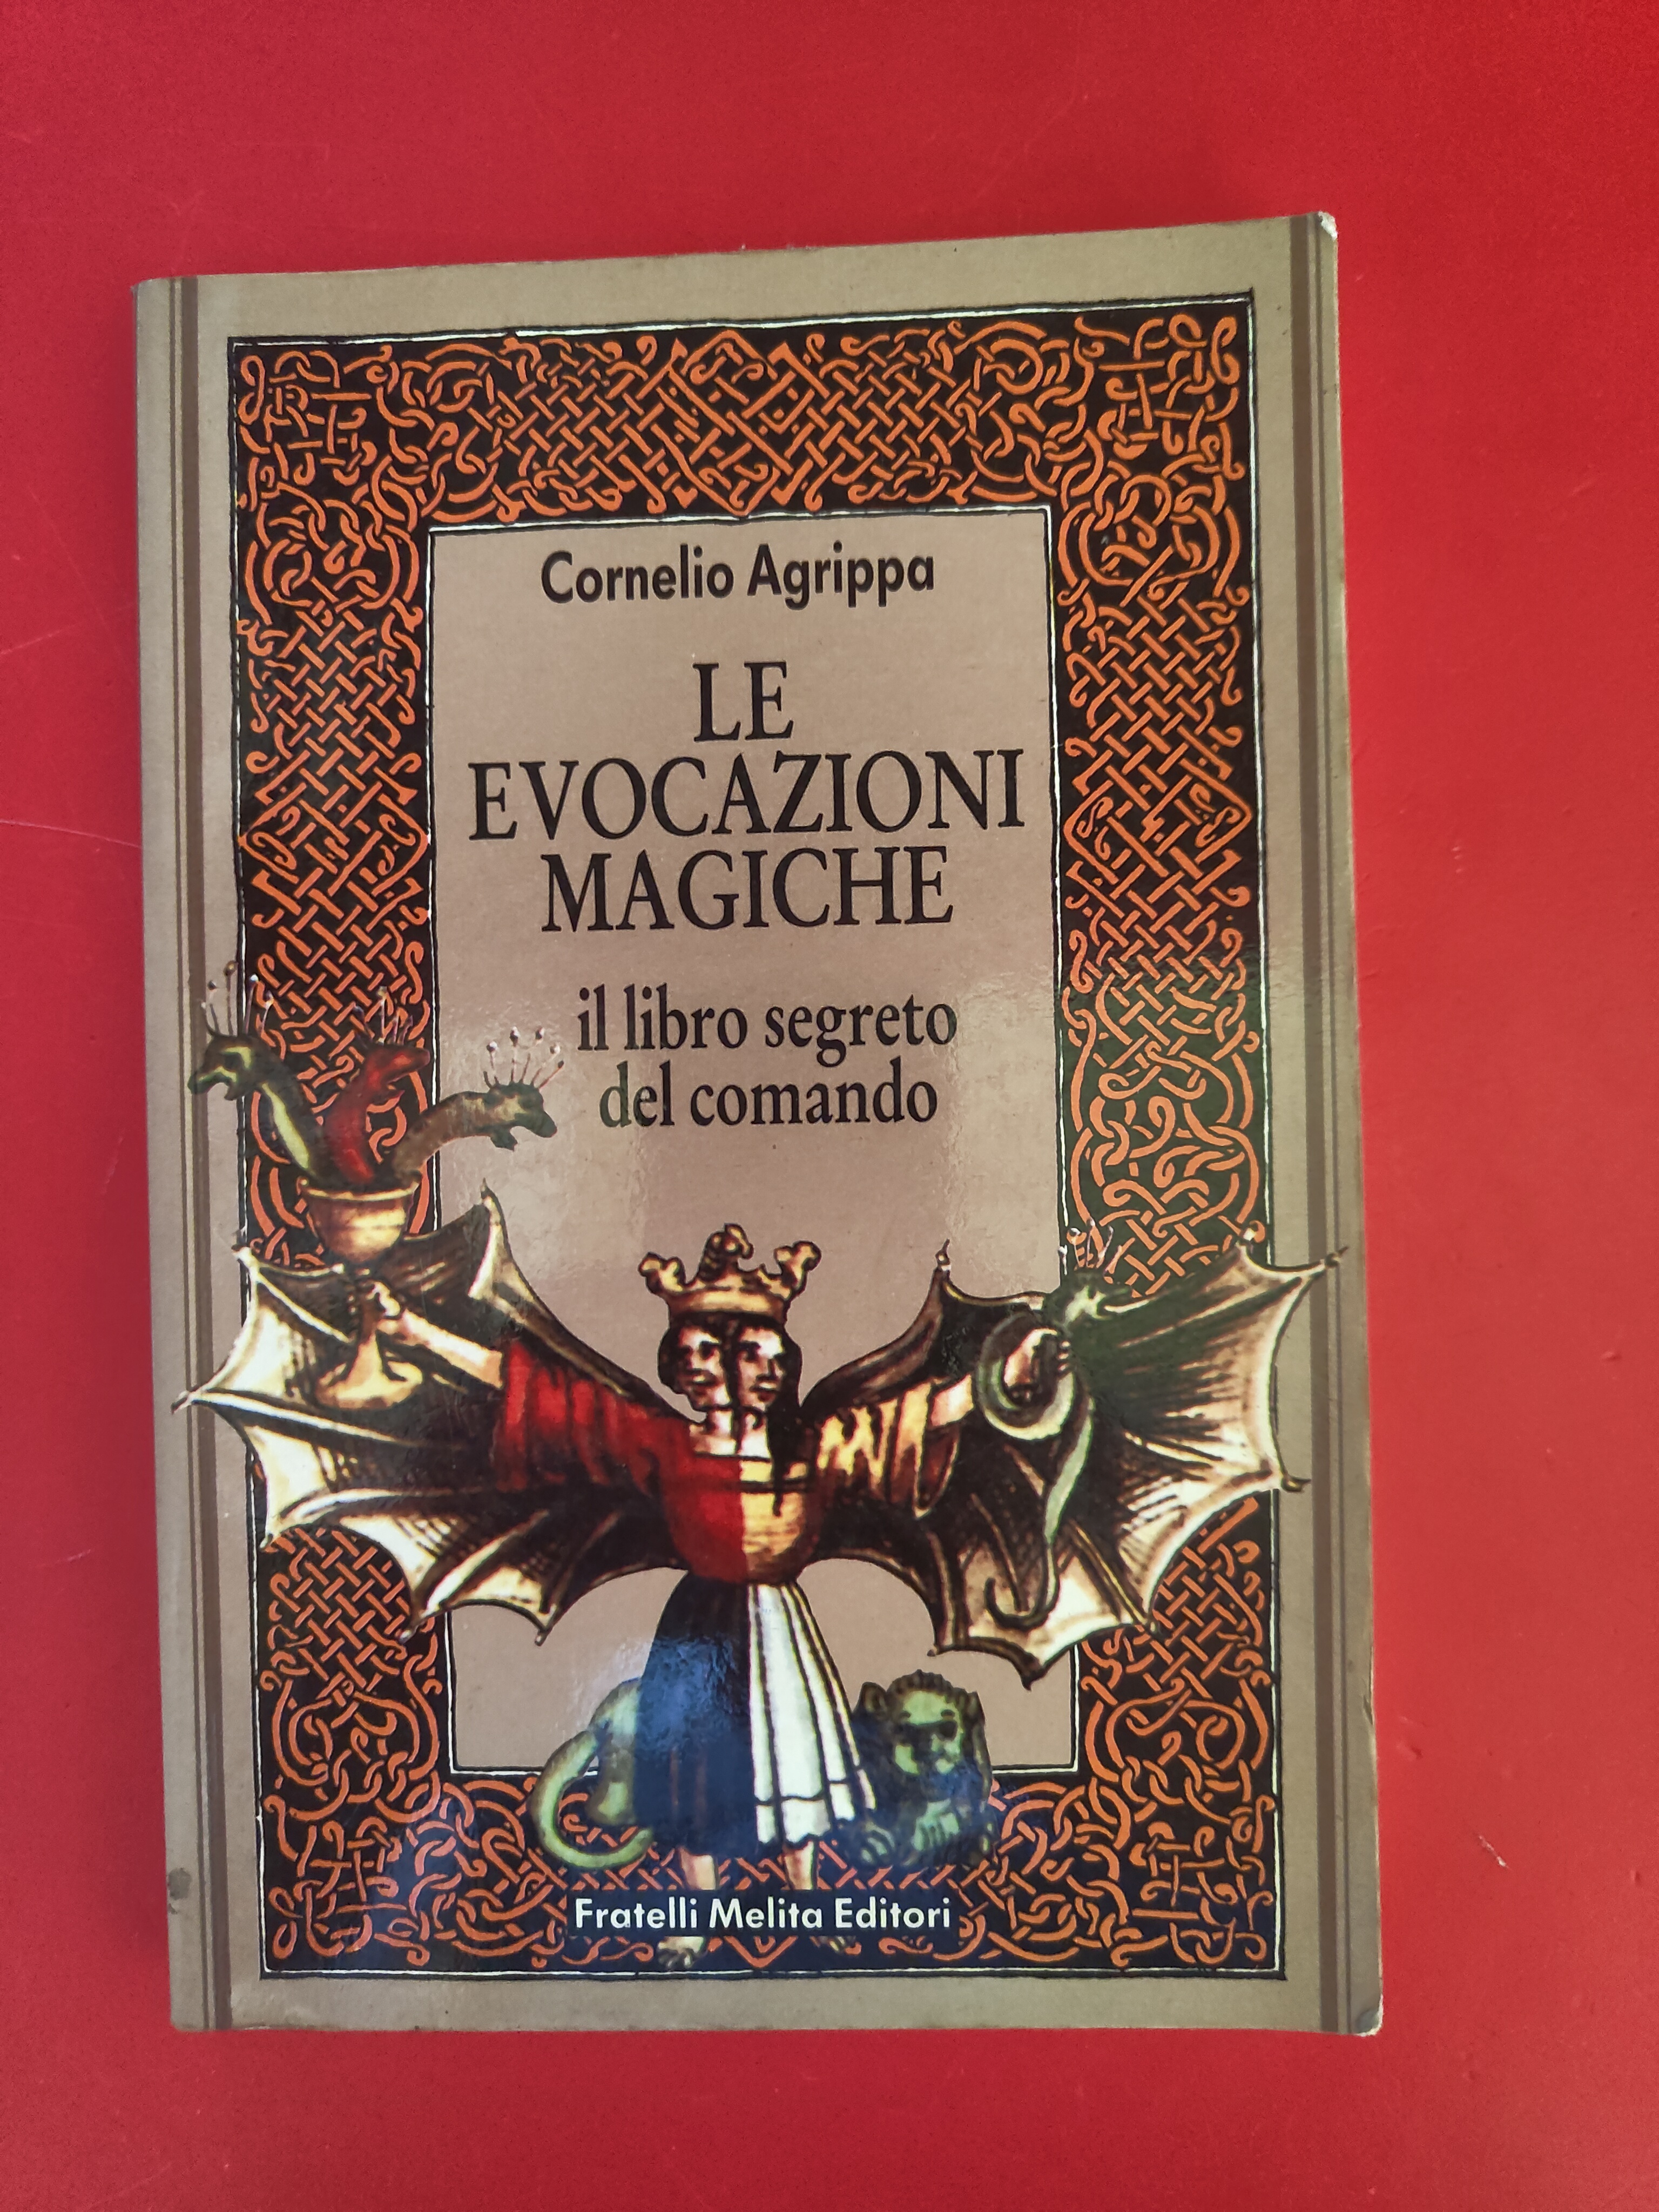 Cornelio Agrippa
LE
EVOCAZIONI
MAGICHE
il libro segreto
del comando
Fratelli Melita Editori